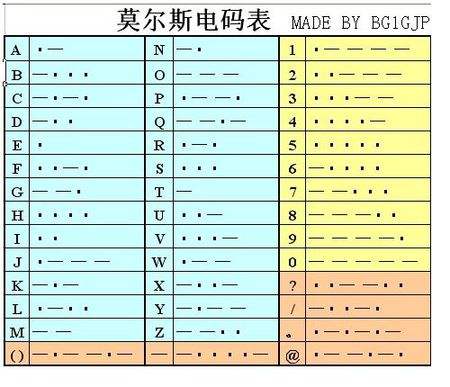 莫尔斯电码表 MADE BY BG1GJP
A ·— N —· 1 ·————
B —··· O ——— 2 ··———
C —·—· P ·——· 3 ···——
D —·· Q ——·— 4 ····—
E · R ·—· 5 ·····
F ··—· S ··· 6 —····
G ——· T — 7 ——···
H ···· U ··— 8 ———··
I ·· V ···— 9 ————·
J ·——— W ·—— 0 —————
K —·— X —··— ? ··——··
L ·—·· Y —·—— / —··—·
M —— Z ——·· 。 ·—·—·—
() —·——·— — —····— @ ·——·—·